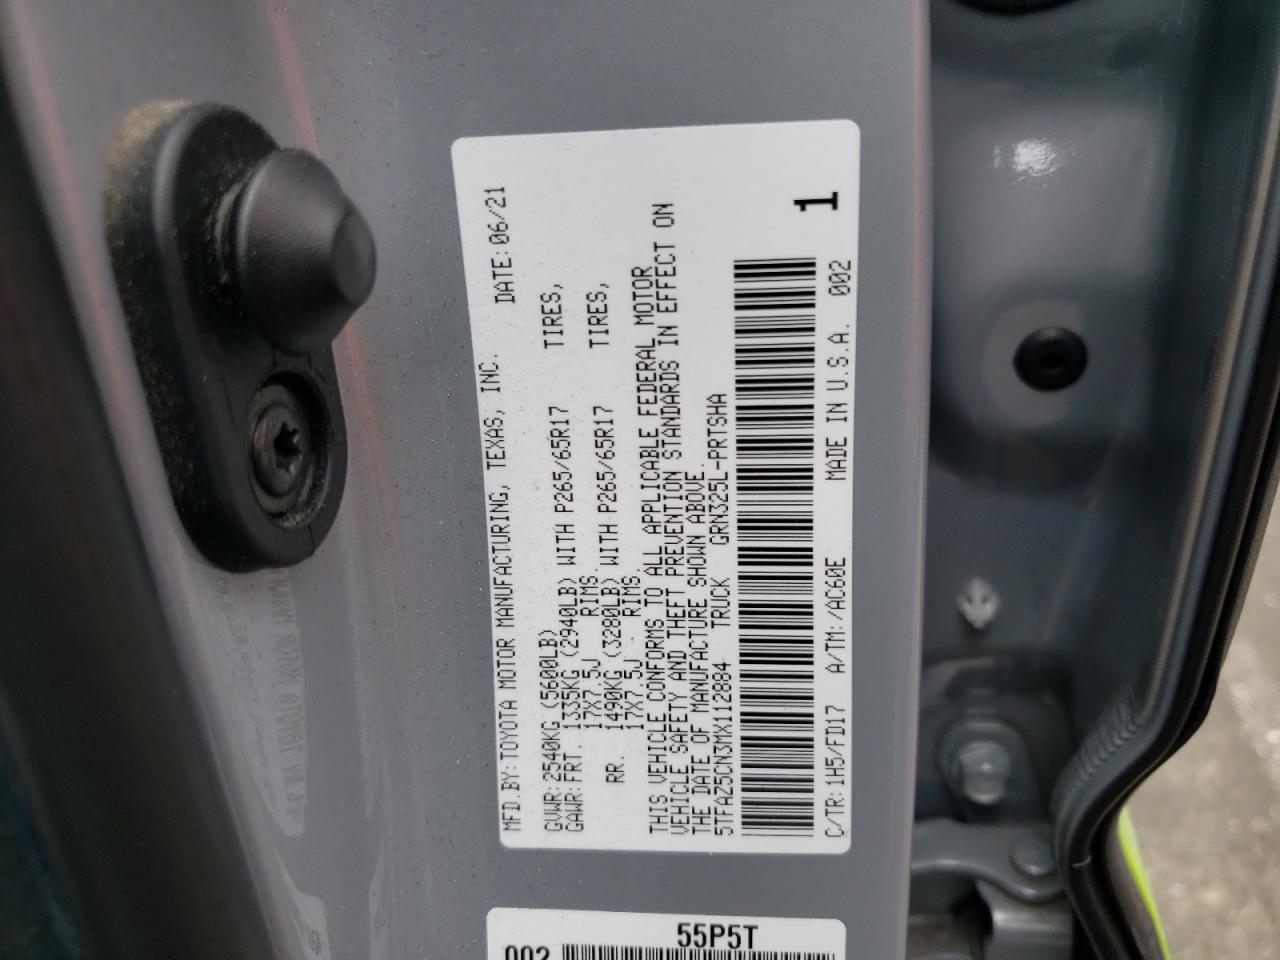 MFD.BY: TOYOTA MOTOR MANUFACTURING, TEXAS, INC. DATE: 06/21
GVWR: 2540KG (5600LB)
GAWR: FRT. 1335KG (2940LB) WITH P265/65R17 TIRES,
17X7.5J RIMS.
RR. 1490KG (3280LB) WITH P265/65R17 TIRES,
17X7.5J RIMS.
THIS VEHICLE CONFORMS TO ALL APPLICABLE FEDERAL MOTOR
VEHICLE SAFETY AND THEFT PREVENTION STANDARDS IN EFFECT ON
THE DATE OF MANUFACTURE SHOWN ABOVE.
5TFAZ5CN3MX112884 TRUCK GRN325L-PRTSHA
1
C/TR: 1H5/FD17 A/TM: /AC60E MADE IN U.S.A. 002
55P5T
002